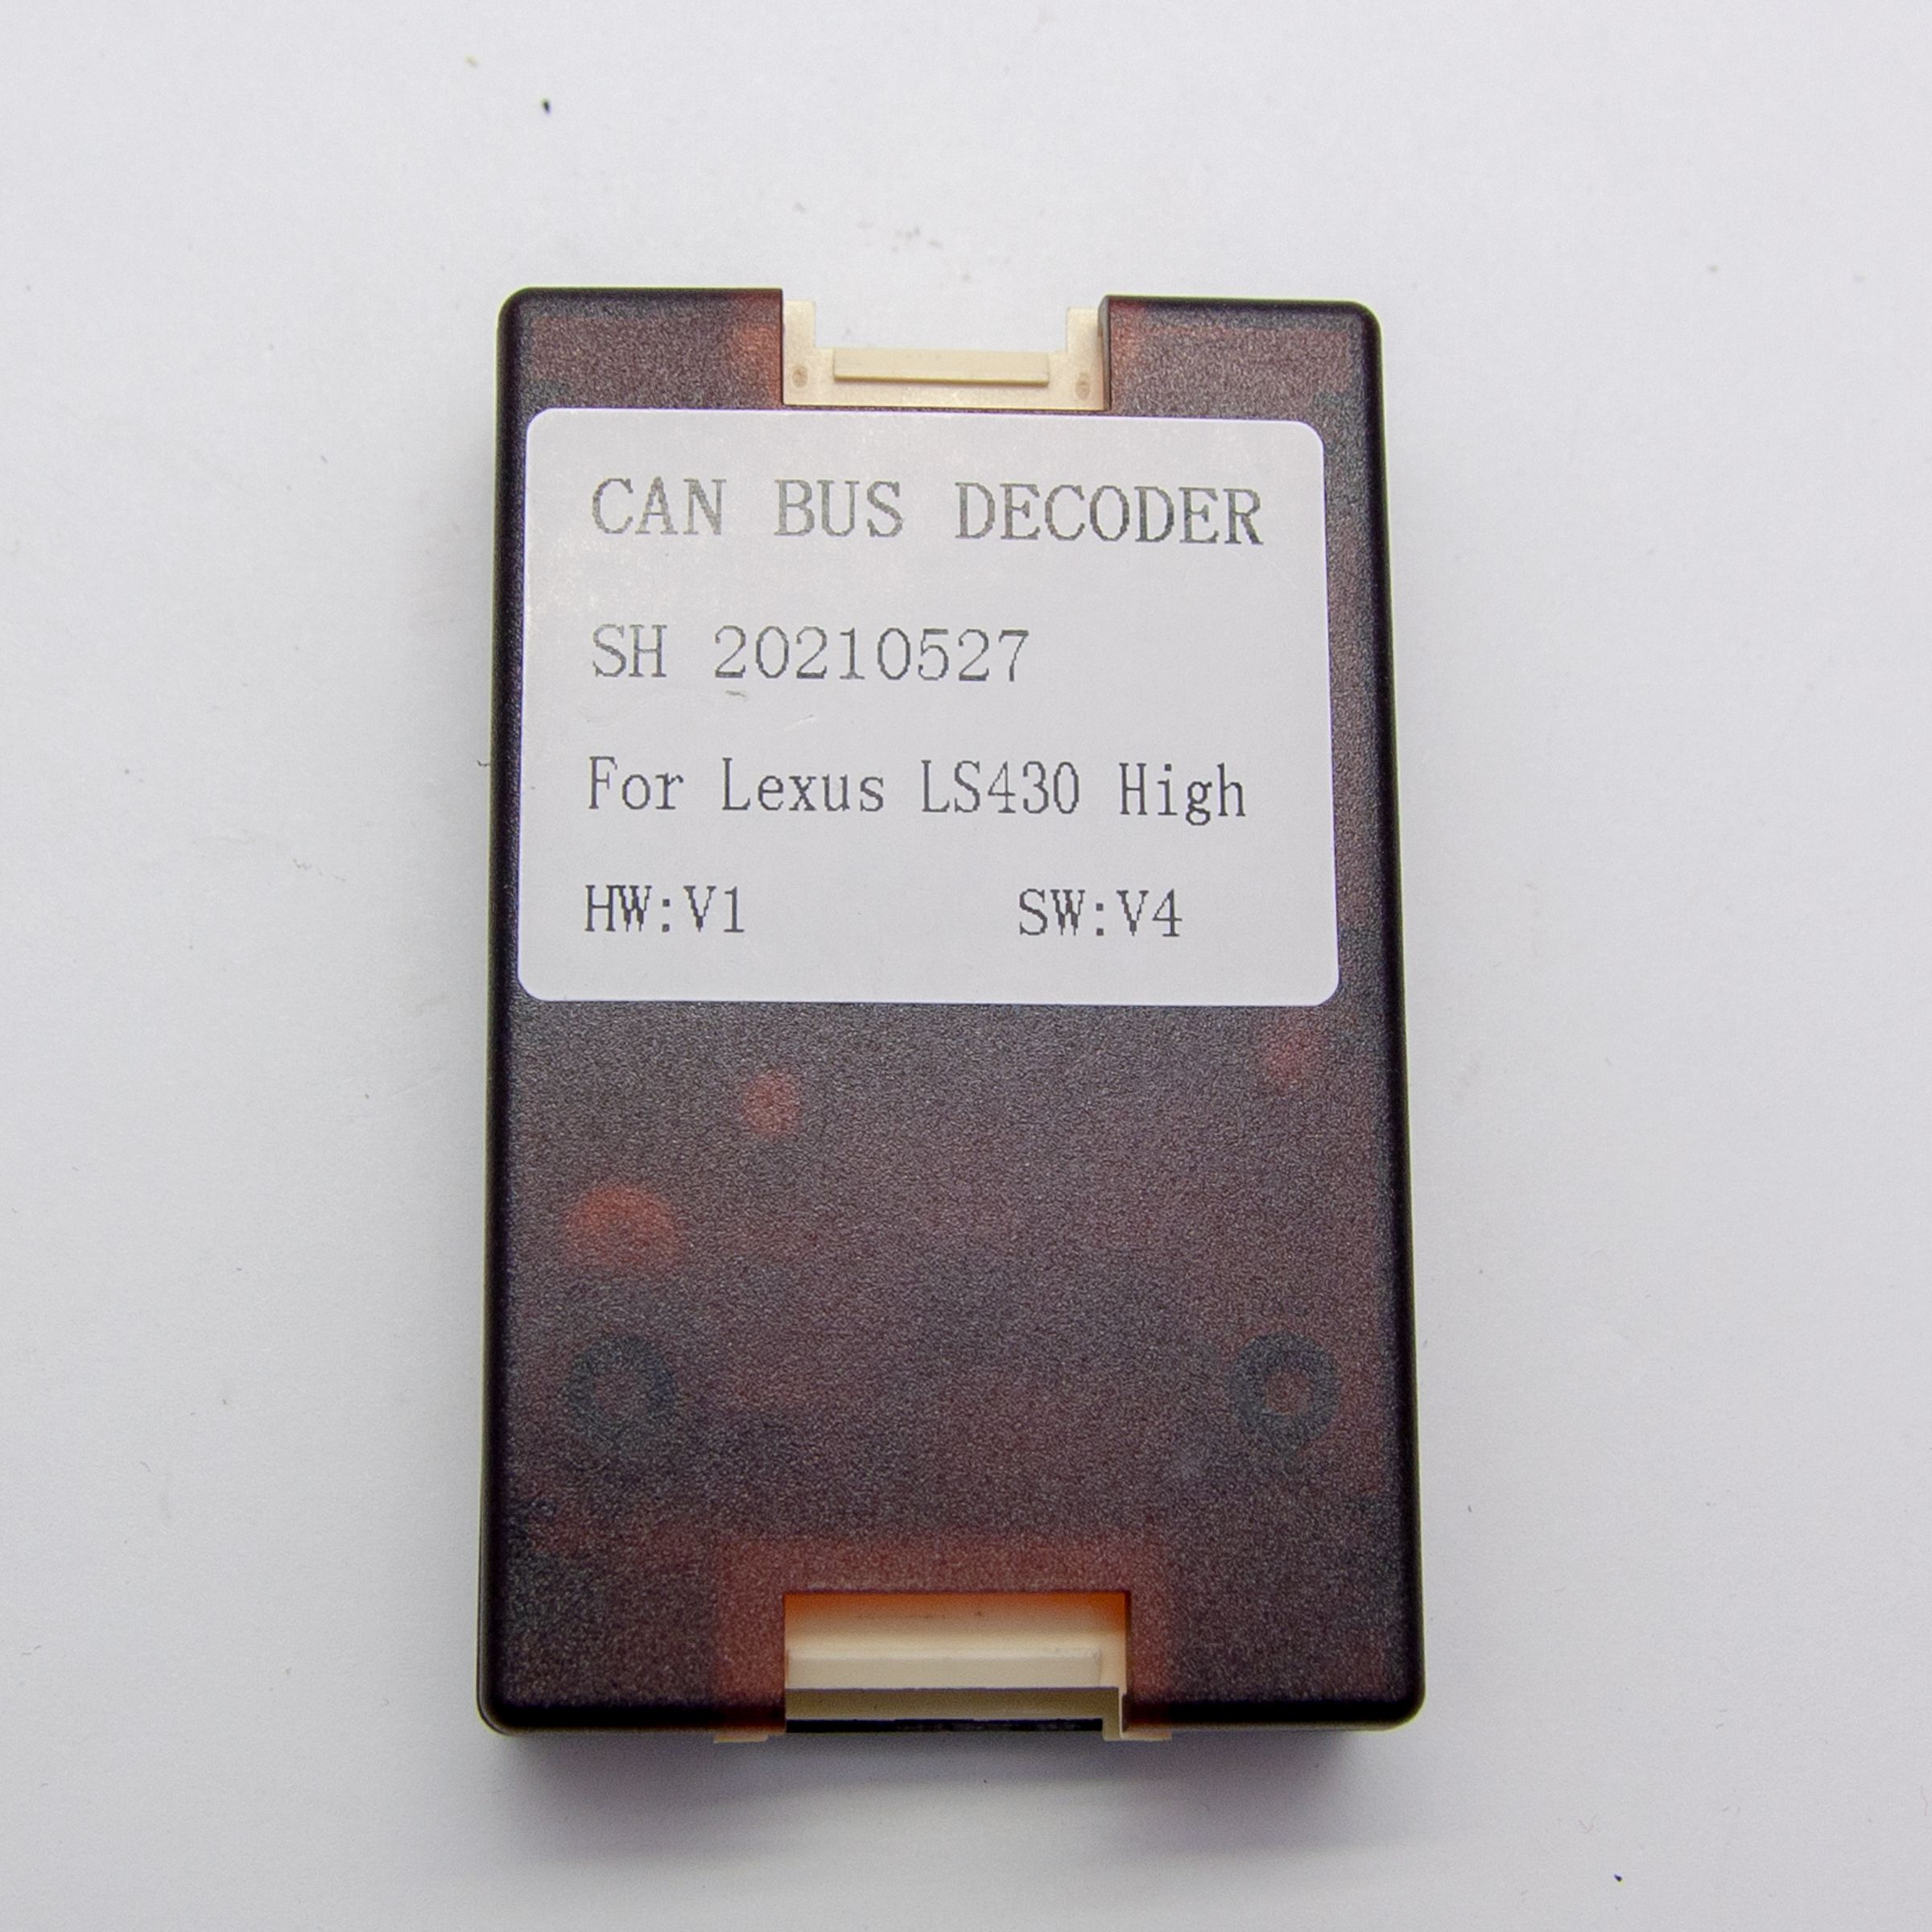 CAN BUS DECODER
SH 20210527
For Lexus LS430 High
HW:V1 SW:V4